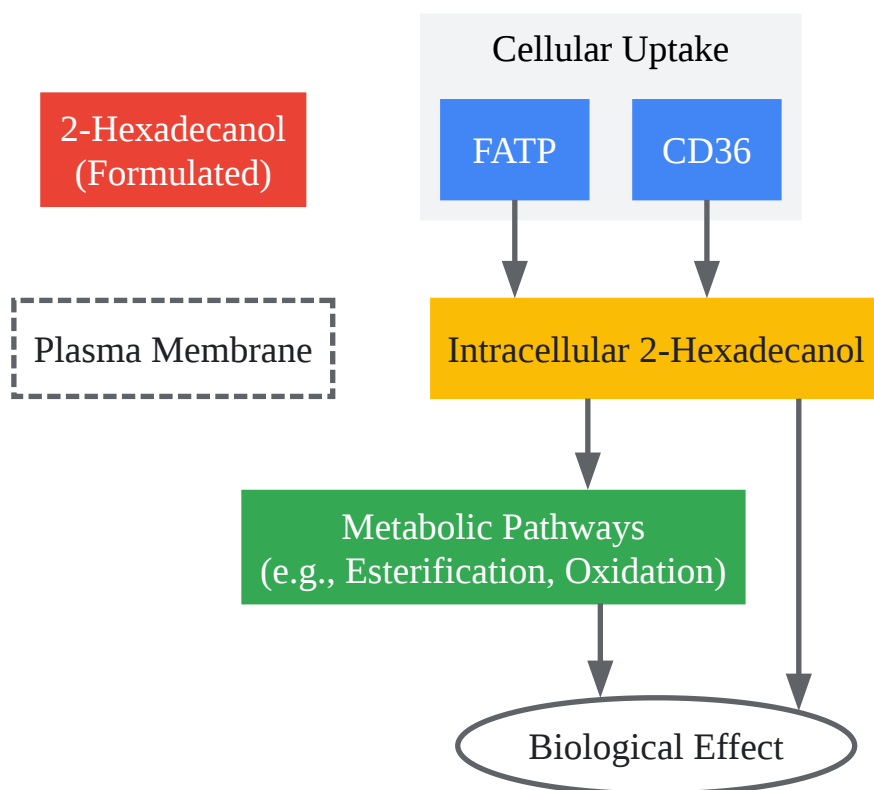 Cellular Uptake
2-Hexadecanol
(Formulated)
FATP
CD36
Plasma Membrane
Intracellular 2-Hexadecanol
Metabolic Pathways
(e.g., Esterification, Oxidation)
Biological Effect